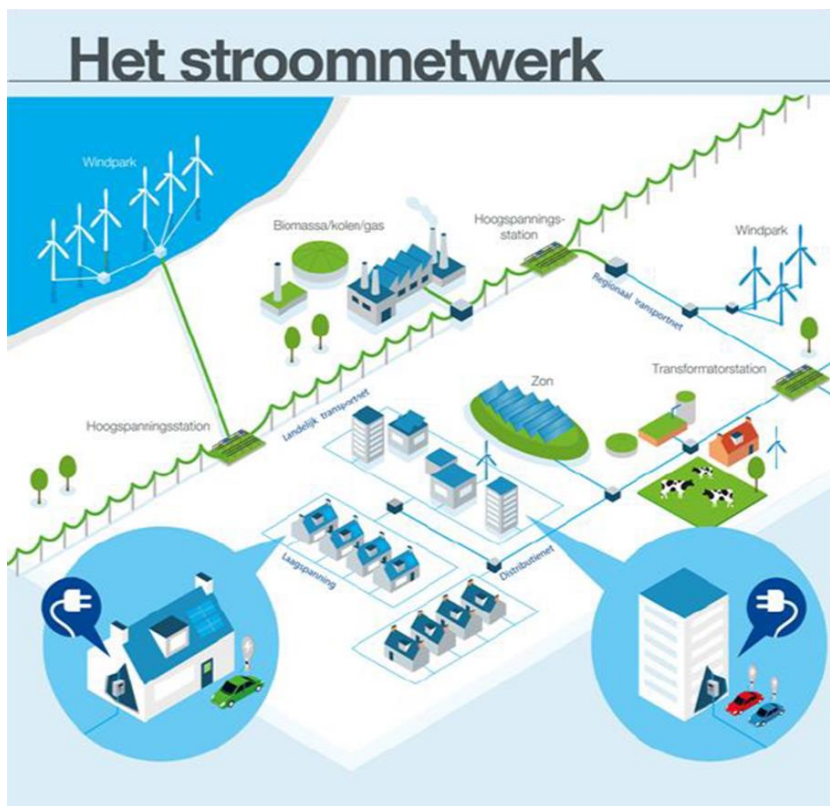 Het stroomnetwerk
Windpark
Biomassa/kolen/gas
Hoogspannings-
station
Windpark
Regionaal transportnet
Zon
Transformatorstation
Hoogspanningsstation
Landelijk transportnet
Laagspanning
Distributienet